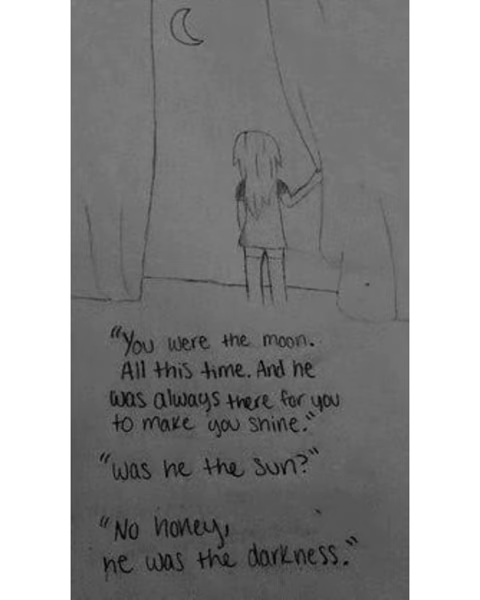 "You were the moon.
All this time. And he
was always there for you
to make you shine."
"was he the sun?"
"No honey,
he was the darkness."